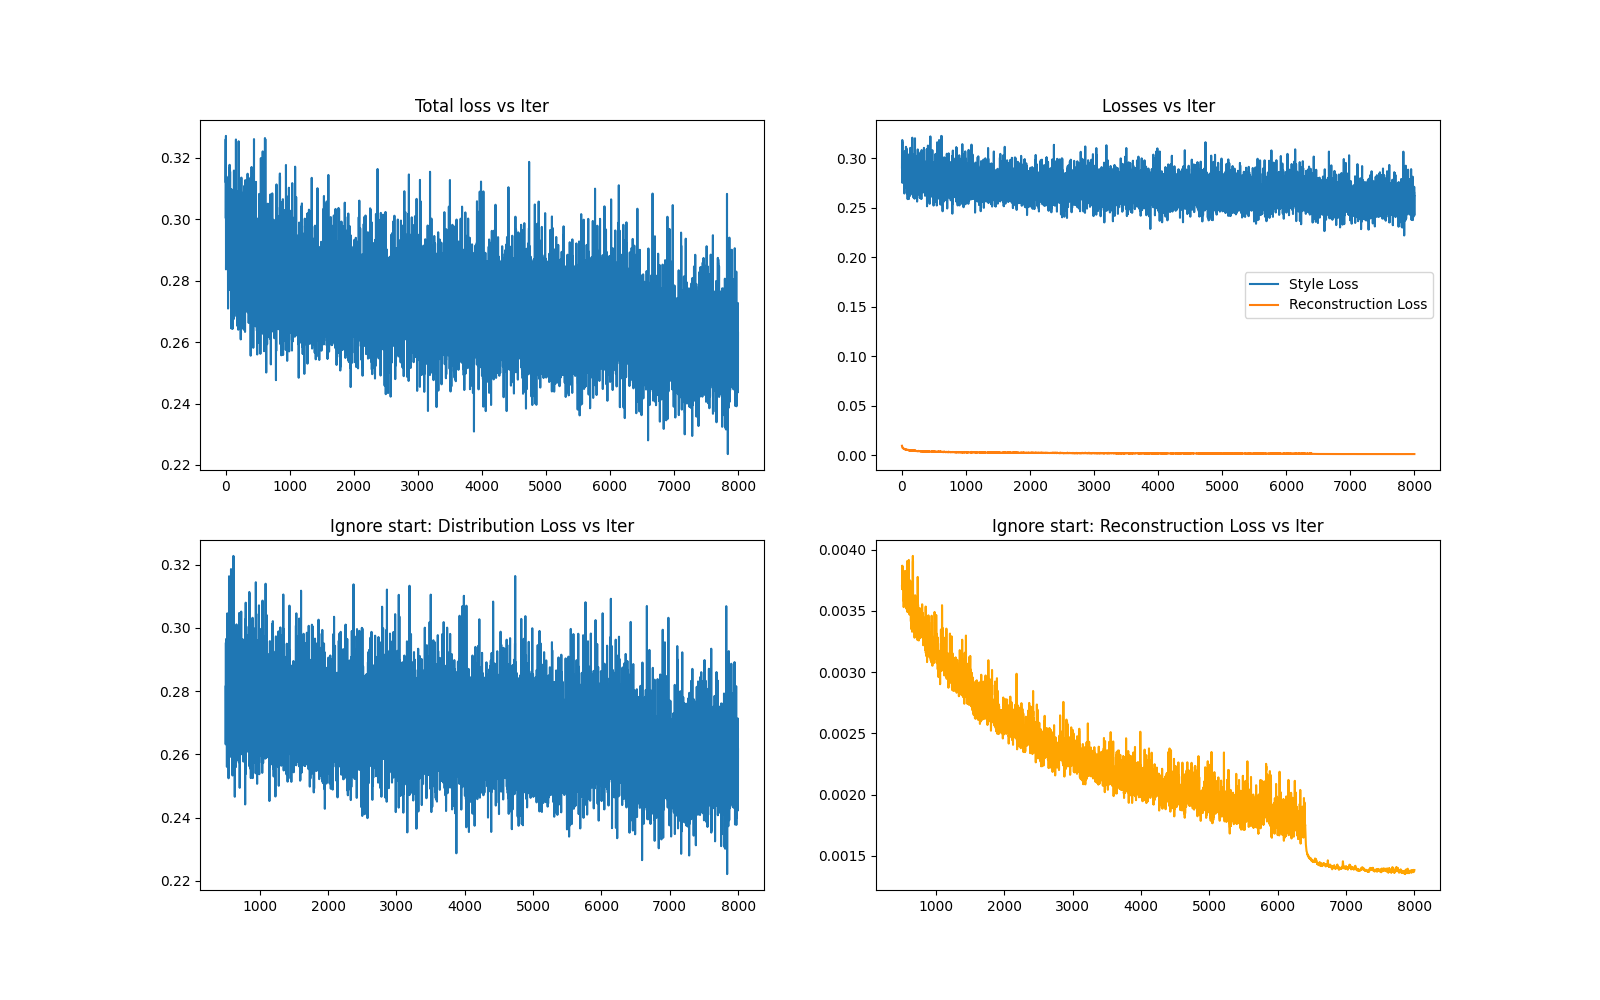 Total loss vs Iter
0.32
0.30
0.28
0.26
0.24
0.22
0 1000 2000 3000 4000 5000 6000 7000 8000
Losses vs Iter
0.30
0.25
0.20
0.15
0.10
0.05
0.00
Style Loss
Reconstruction Loss
0 1000 2000 3000 4000 5000 6000 7000 8000
Ignore start: Distribution Loss vs Iter
0.32
0.30
0.28
0.26
0.24
0.22
1000 2000 3000 4000 5000 6000 7000 8000
Ignore start: Reconstruction Loss vs Iter
0.0040
0.0035
0.0030
0.0025
0.0020
0.0015
1000 2000 3000 4000 5000 6000 7000 8000